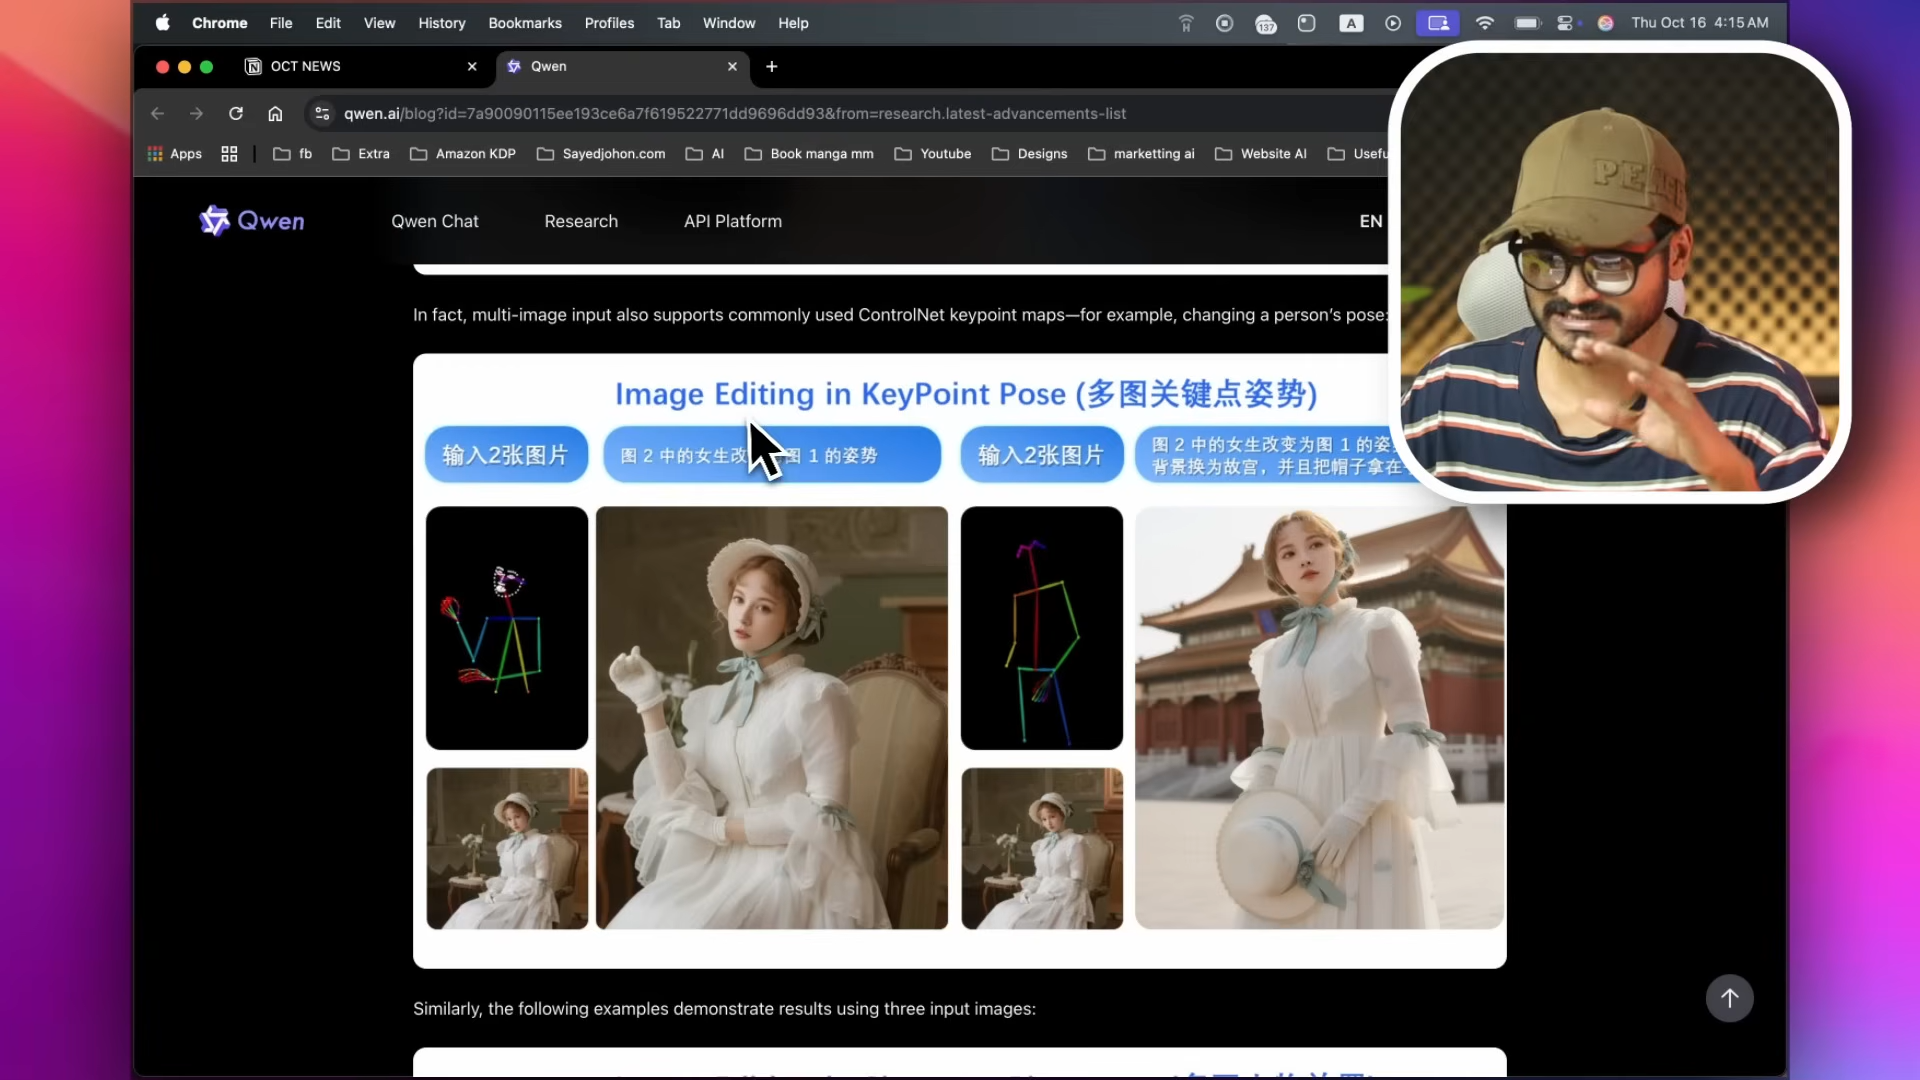 Chrome File Edit View History Bookmarks Profiles Tab Window Help
137
A
Thu Oct 16 4:15 AM
OCT NEWS
Qwen
qwen.ai/blog?id=7a90090115ee193ce6a7f619522771dd9696dd93&from=research.latest-advancements-list
Apps
fb
Extra
Amazon KDP
Sayedjohon.com
AI
Book manga mm
Youtube
Designs
marketting ai
Website AI
Usefu
Qwen
Qwen Chat
Research
API Platform
EN
In fact, multi-image input also supports commonly used ControlNet keypoint maps—for example, changing a person's pose:
Image Editing in KeyPoint Pose (多图关键点姿势)
输入2张图片
图 2 中的女生改 图 1 的姿势
输入2张图片
图 2 中的女生改变为图 1 的姿
背景换为故宫，并且把帽子拿在
Similarly, the following examples demonstrate results using three input images: